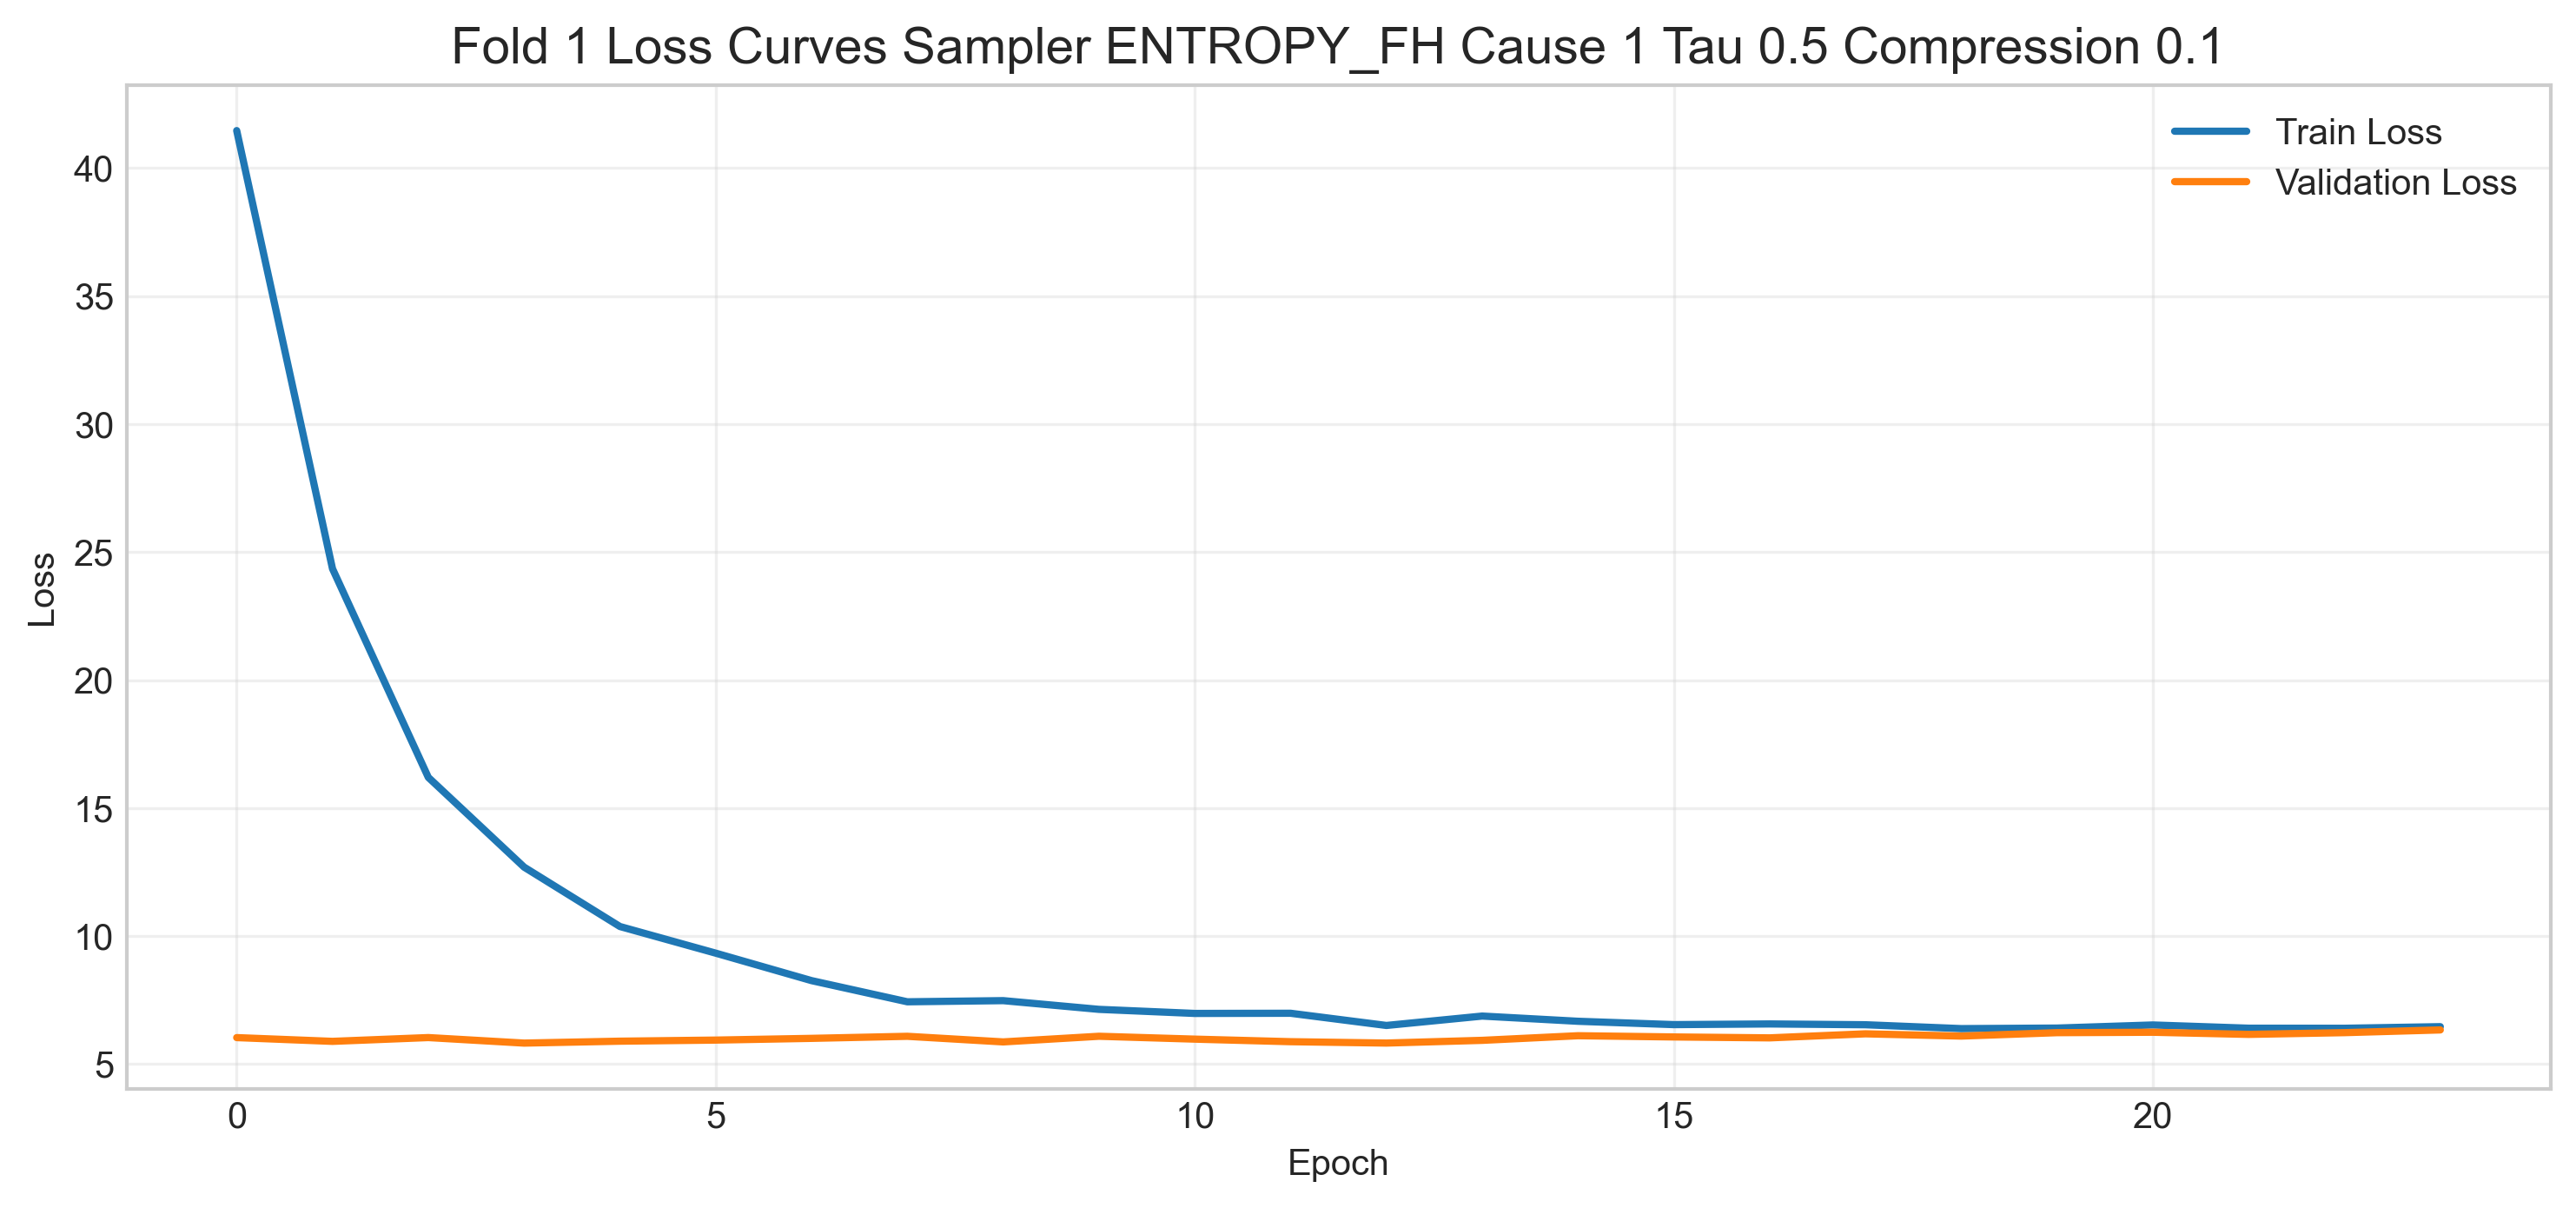 Fold 1 Loss Curves Sampler ENTROPY_FH Cause 1 Tau 0.5 Compression 0.1
Train Loss
Validation Loss
40
35
30
25
20
15
10
5
Loss
0 5 10 15 20
Epoch